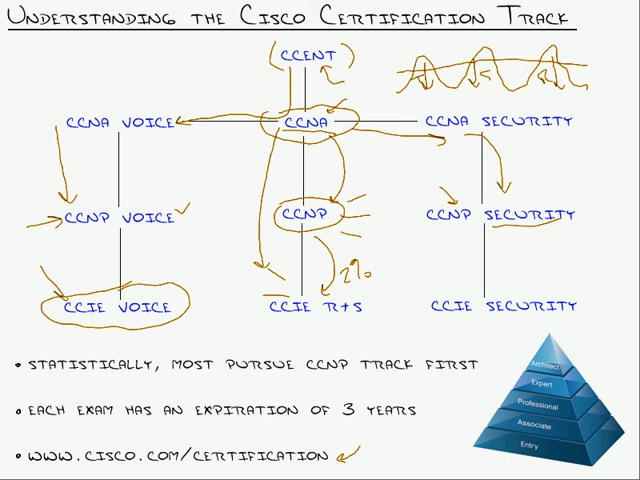 Understanding the Cisco Certification Track
(CCENT)
CCNA VOICE CCNA CCNA SECURITY
CCNP VOICE CCNP CCNP SECURITY
2%
CCIE VOICE CCIE R+S CCIE SECURITY
• STATISTICALLY, MOST PURSUE CCNP TRACK FIRST
• EACH EXAM HAS AN EXPIRATION OF 3 YEARS
• WWW.CISCO.COM/CERTIFICATION
Architect
Expert
Professional
Associate
Entry